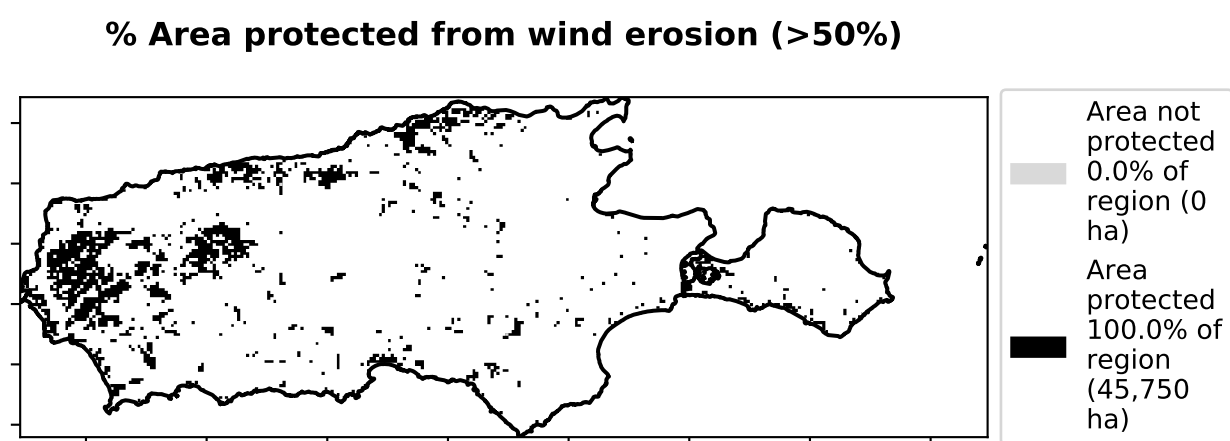 % Area protected from wind erosion (>50%)
Area not
protected
0.0% of
region (0
ha)
Area
protected
100.0% of
region
(45,750
ha)